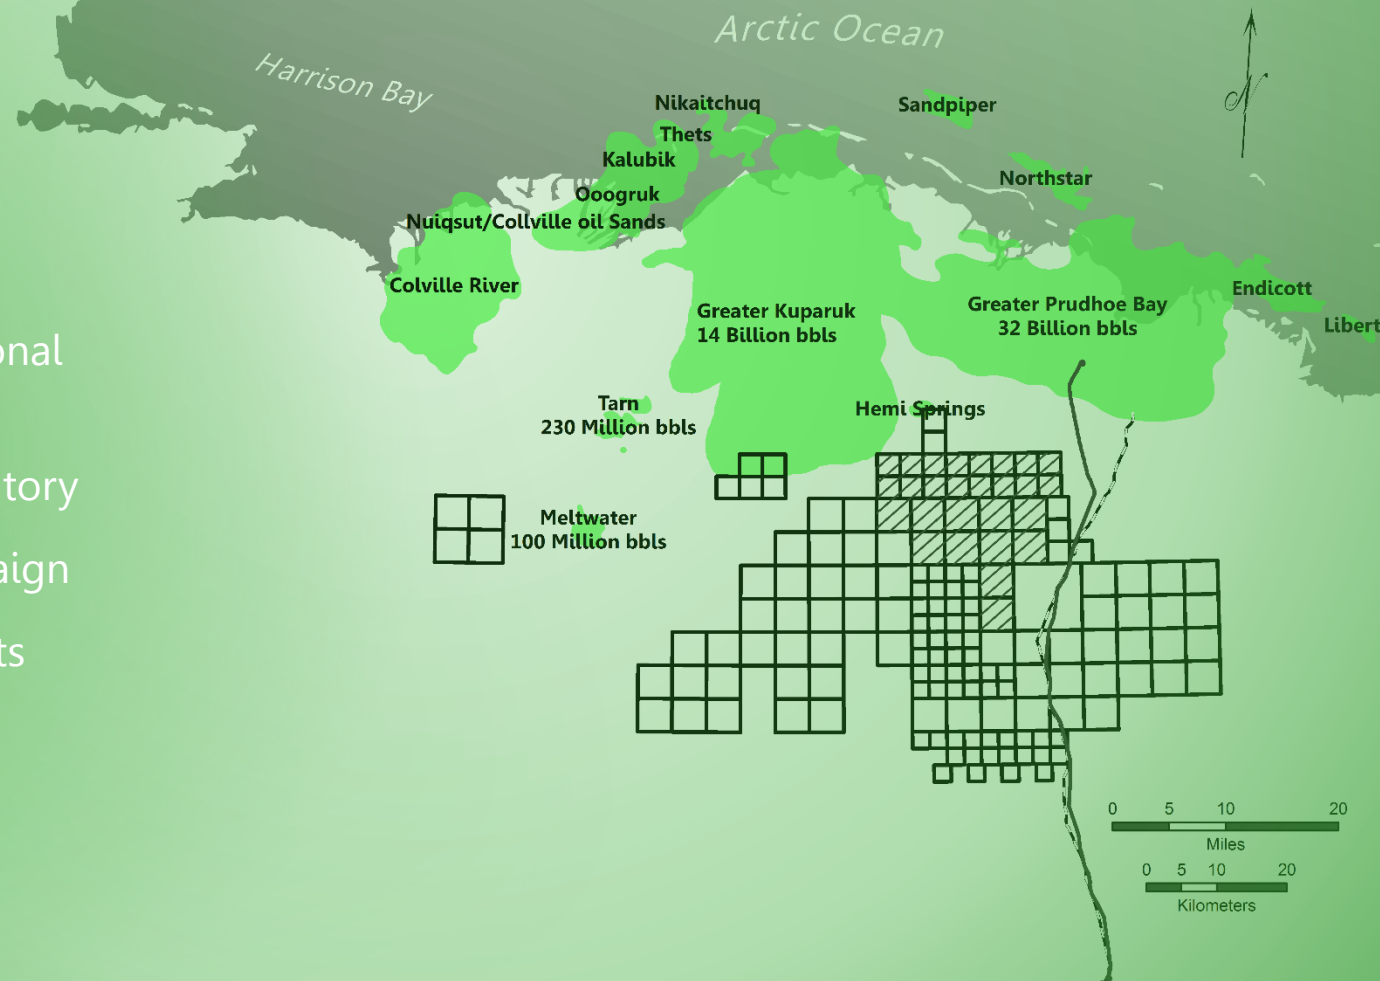 Arctic Ocean
Harrison Bay
Nikaitchuq
Sandpiper
Thets
Kalubik
Northstar
Ooogruk
Nuiqsut/Collville oil Sands
Colville River
Endicott
Greater Kuparuk
14 Billion bbls
Greater Prudhoe Bay
32 Billion bbls
Libert
onal
Tarn
230 Million bbls
Hemi Springs
tory
Meltwater
100 Million bbls
aign
ts
0 5 10 20
Miles
0 5 10 20
Kilometers
N